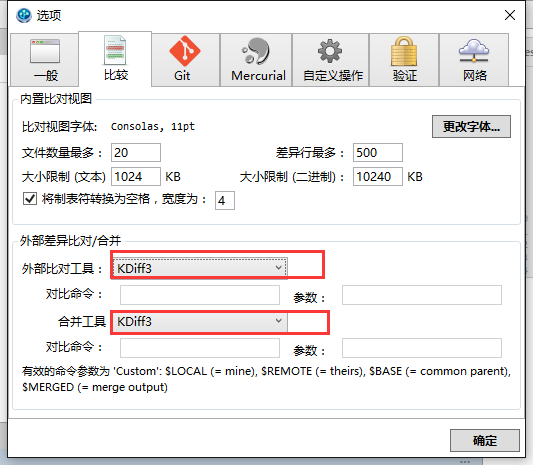 选项
一般
比较
Git
Mercurial
自定义操作
验证
网络
内置比对视图
比对视图字体: Consolas, 11pt
更改字体...
文件数量最多： 20 差异行最多： 500
大小限制 (文本) 1024 KB 大小限制 (二进制)： 10240 KB
将制表符转换为空格，宽度为： 4
外部差异比对/合并
外部比对工具： KDiff3
对比命令： 参数：
合并工具 KDiff3
对比命令： 参数：
有效的命令参数为 'Custom': $LOCAL (= mine), $REMOTE (= theirs), $BASE (= common parent),
$MERGED (= merge output)
确定